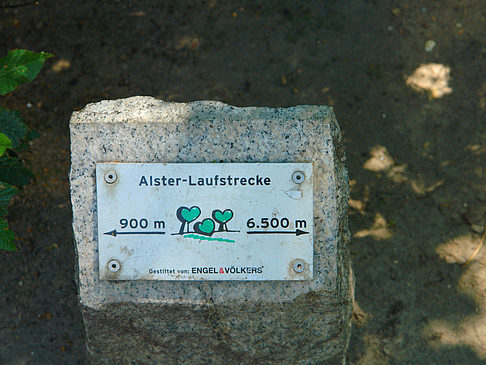 Alster-Laufstrecke
900 m 6.500 m
Gestiftet von: ENGEL&VÖLKERS